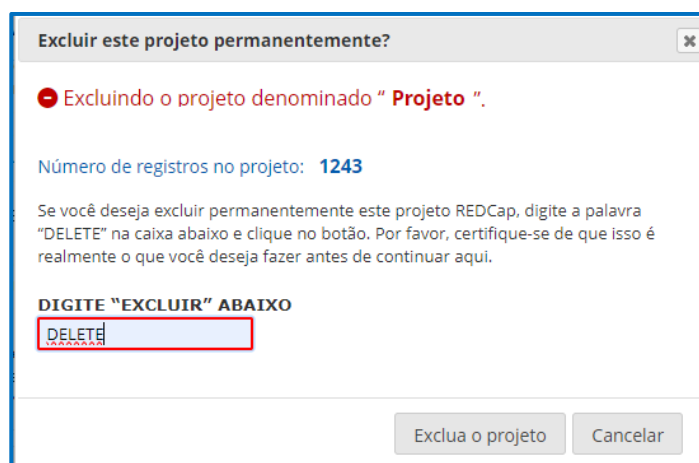 Excluir este projeto permanentemente?
Excluindo o projeto denominado “ Projeto ”.
Número de registros no projeto: 1243
Se você deseja excluir permanentemente este projeto REDCap, digite a palavra
“DELETE” na caixa abaixo e clique no botão. Por favor, certifique-se de que isso é
realmente o que você deseja fazer antes de continuar aqui.
DIGITE “EXCLUIR” ABAIXO
DELETE
Exclua o projeto Cancelar